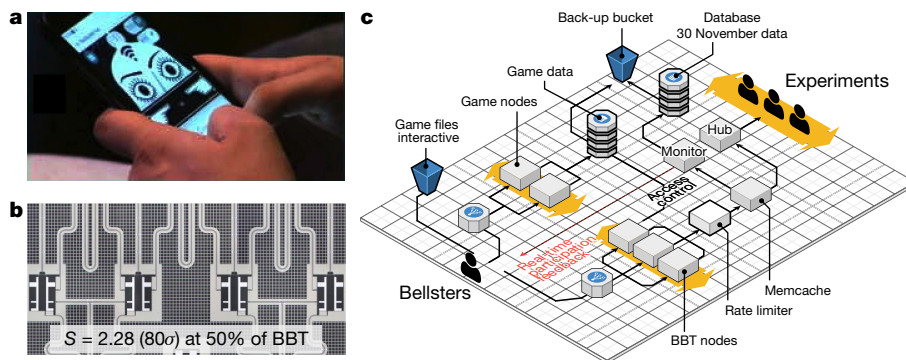 a
b
S = 2.28 (80σ) at 50% of BBT
c
Back-up bucket
Database
30 November data
Game data
Experiments
Game nodes
Game files
interactive
Hub
Monitor
Access
control
Real-time
participation
feedback
Bellsters
Memcache
Rate limiter
BBT nodes